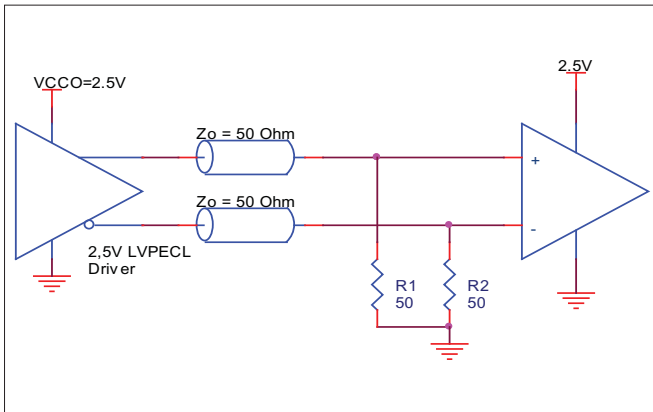 VCCO=2.5V
2.5V
Zo = 50 Ohm
Zo = 50 Ohm
+
-
2,5V LVPECL
Driver
R1
50
R2
50